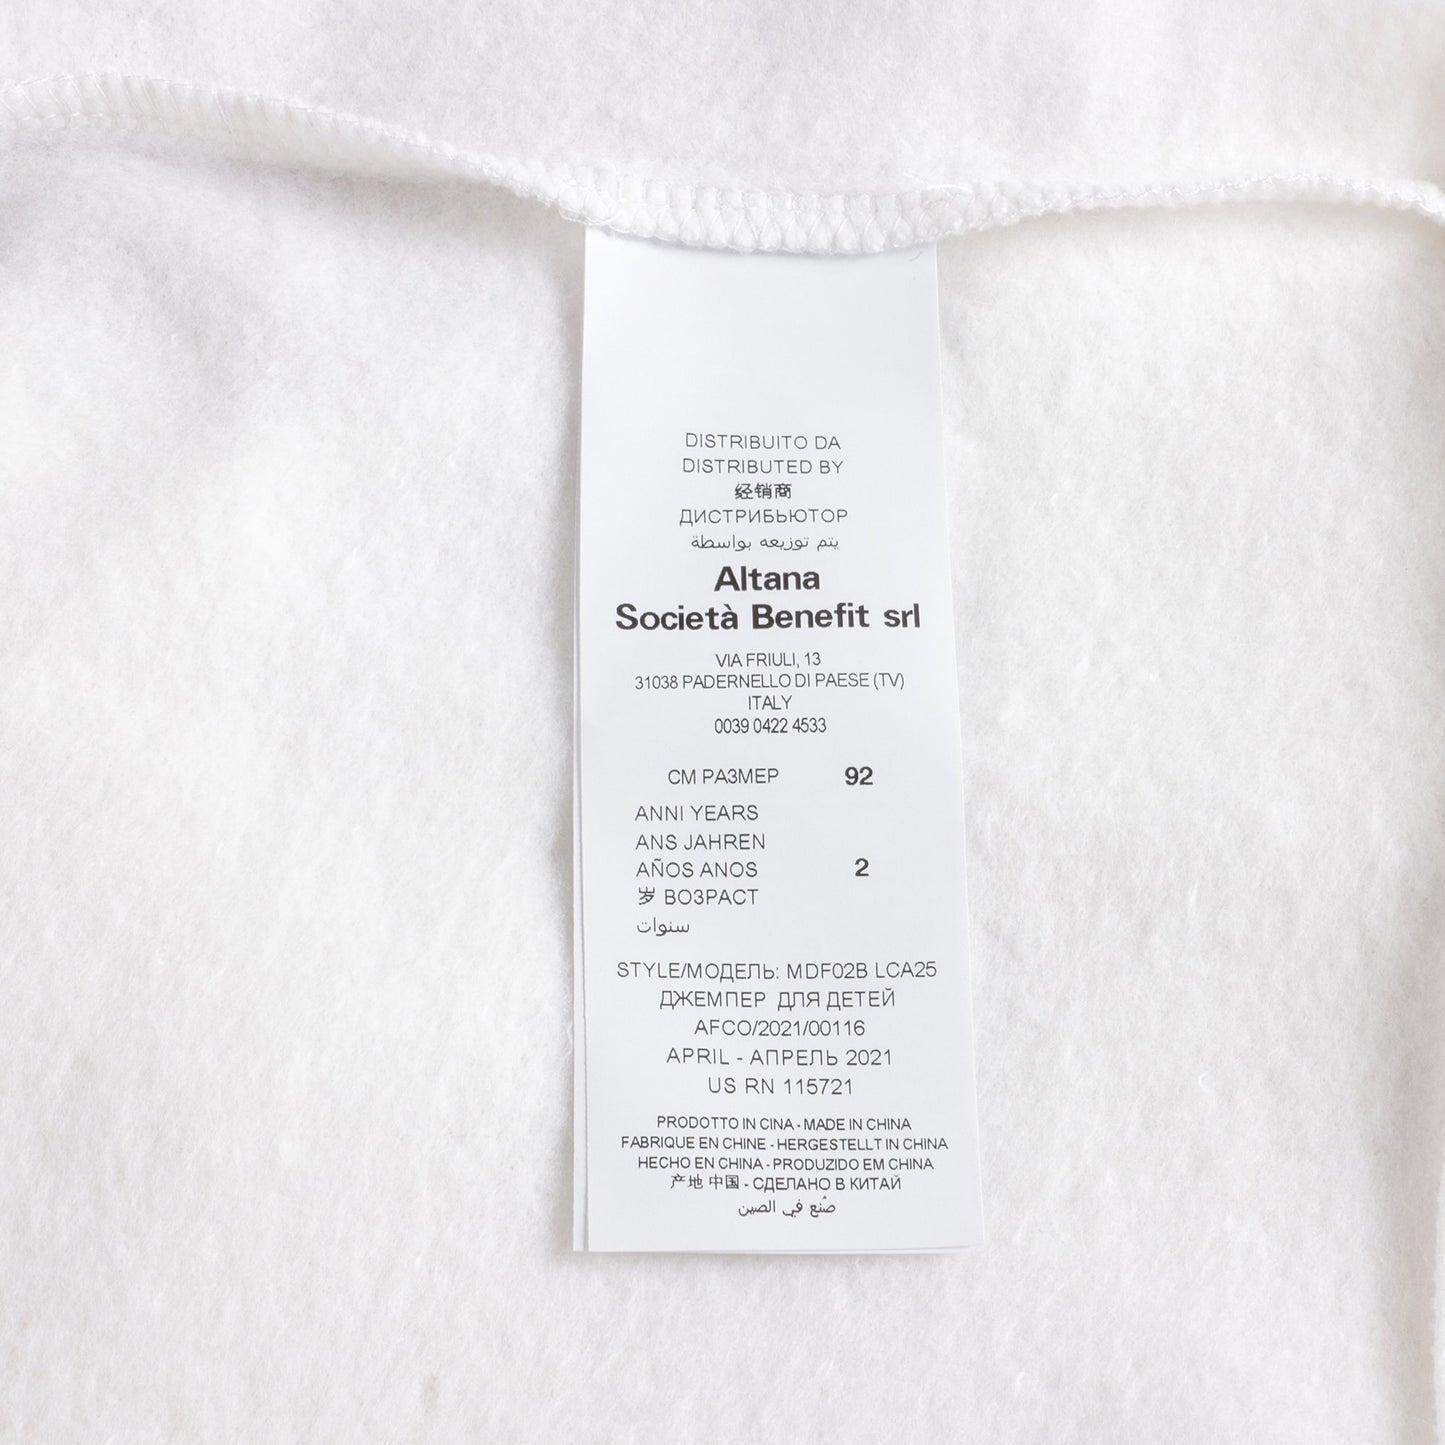 DISTRIBUITO DA
DISTRIBUTED BY
经销商
ДИСТРИБЬЮТОР
يتم توزيعه بواسطة
Altana
Società Benefit srl
VIA FRIULI, 13
31038 PADERNELLO DI PAESE (TV)
ITALY
0039 0422 4533
СМ РАЗМЕР 92
ANNI YEARS
ANS JAHREN
AÑOS ANOS 2
岁 ВОЗРАСТ
سنوات
STYLE/МОДЕЛЬ: MDF02B LCA25
ДЖЕМПЕР ДЛЯ ДЕТЕЙ
AFCO/2021/00116
APRIL - АПРЕЛЬ 2021
US RN 115721
PRODOTTO IN CINA - MADE IN CHINA
FABRIQUE EN CHINE - HERGESTELLT IN CHINA
HECHO EN CHINA - PRODUZIDO EM CHINA
产地 中国 - СДЕЛАНО В КИТАЙ
صُنع في الصين